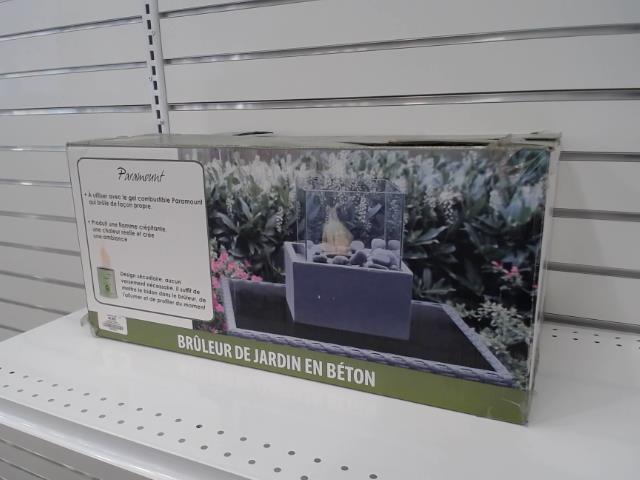 Paramount
• À utiliser avec le gel combustible Paramount
qui brûle de façon propre.
• Produit une flamme crépitante,
une chaleur réelle et crée
une ambiance
Design sécuritaire, aucun
versement nécessaire. Il suffit de
mettre le bidon dans le brûleur, de
l'allumer et de profiter du moment
BRÛLEUR DE JARDIN EN BÉTON